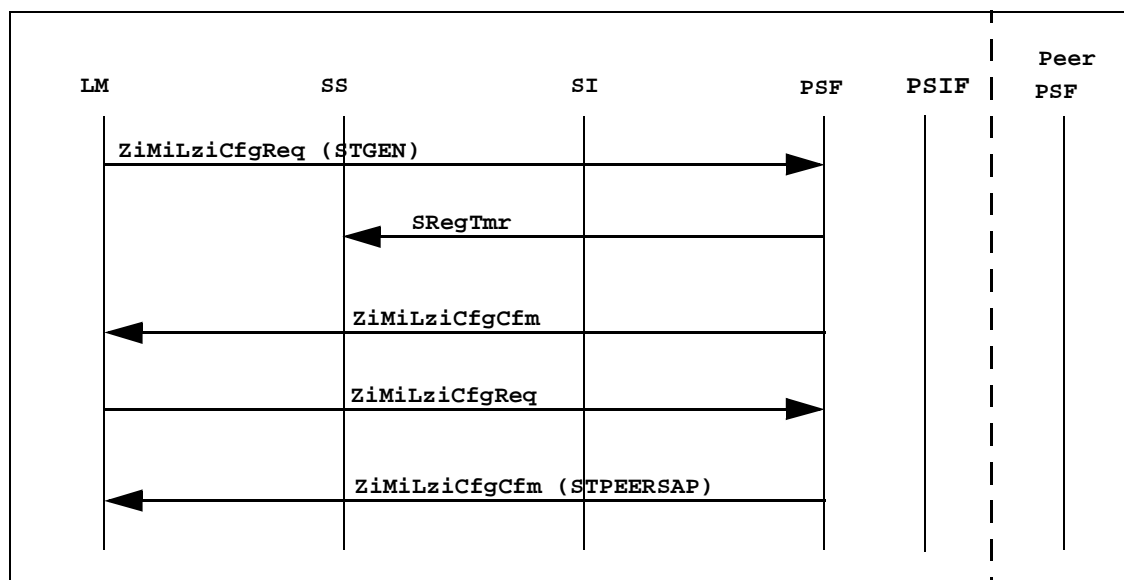 Peer
LM SS SI PSF PSIF PSF
ZiMiLziCfgReq (STGEN)
SRegTmr
ZiMiLziCfgCfm
ZiMiLziCfgReq
ZiMiLziCfgCfm (STPEERSAP)